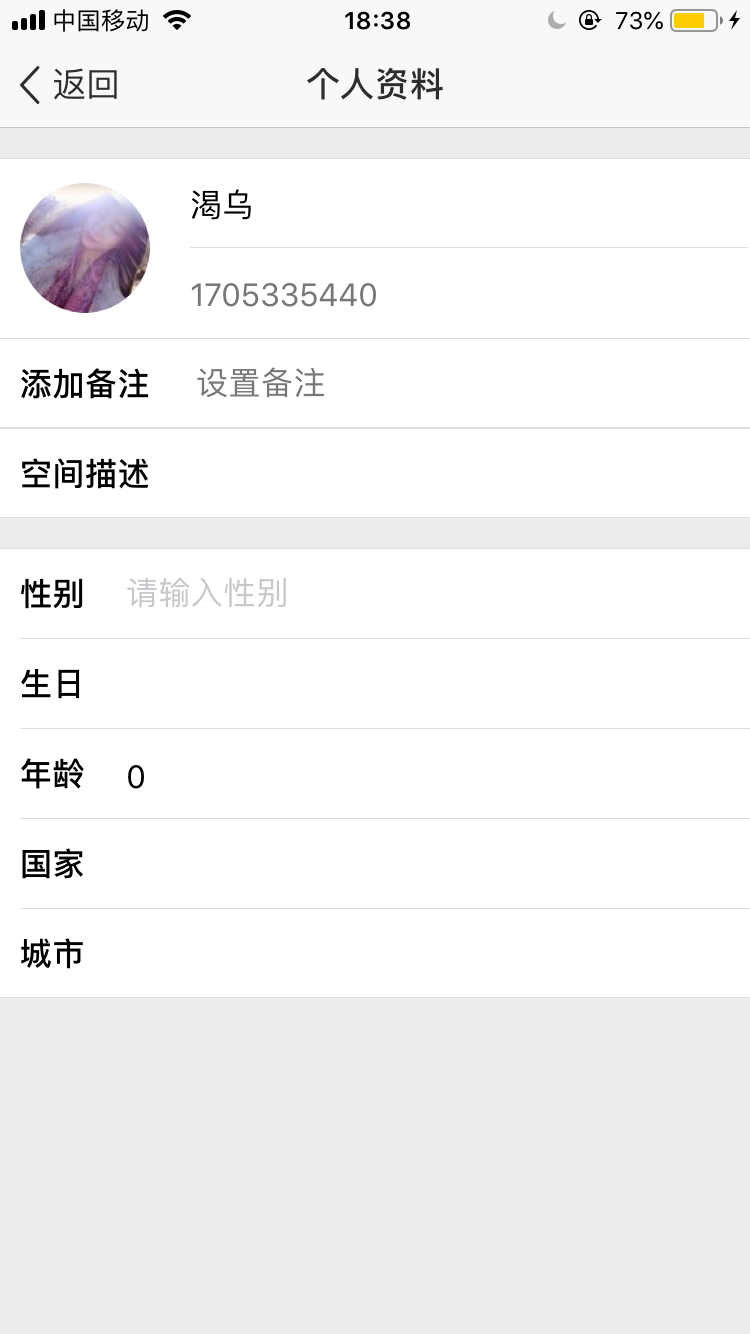 中国移动 18:38 73%
返回 个人资料
渴乌
1705335440
添加备注 设置备注
空间描述
性别 请输入性别
生日
年龄 0
国家
城市